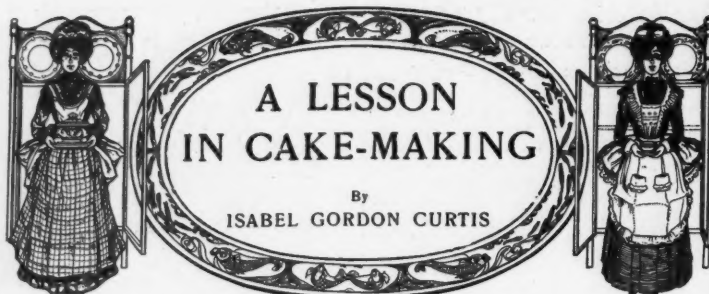 A LESSON
IN CAKE-MAKING
By
ISABEL GORDON CURTIS